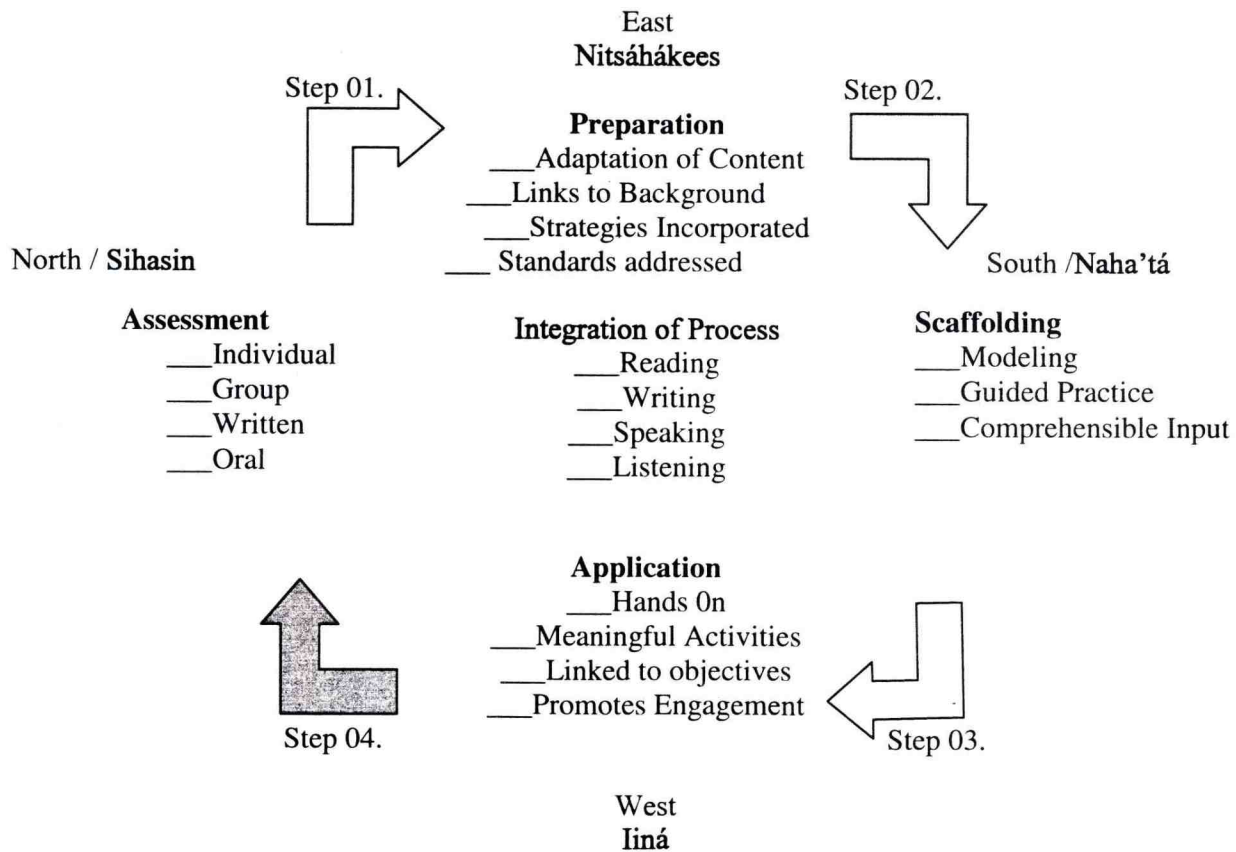 East
Nitsáhákees
Step 01.
Step 02.
Preparation
___Adaptation of Content
___Links to Background
___Strategies Incorporated
___ Standards addressed
North / Sihasin
South /Naha'tá
Assessment
___Individual
___Group
___Written
___Oral
Integration of Process
___Reading
___Writing
___Speaking
___Listening
Scaffolding
___Modeling
___Guided Practice
___Comprehensible Input
Application
___Hands 0n
___Meaningful Activities
___Linked to objectives
___Promotes Engagement
Step 04.
Step 03.
West
Iiná